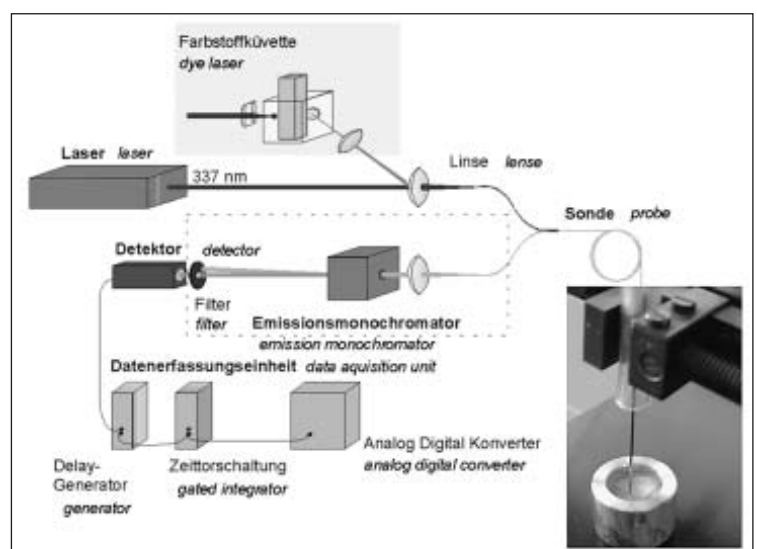 Farbstoffküvette
dye laser
Laser laser
337 nm
Linse lense
Sonde probe
Detektor detector
Filter
filter
Emissionsmonochromator
emission monochromator
Datenerfassungseinheit data aquisition unit
Analog Digital Konverter
analog digital converter
Delay-
Generator
generator
Zeittorschaltung
gated integrator